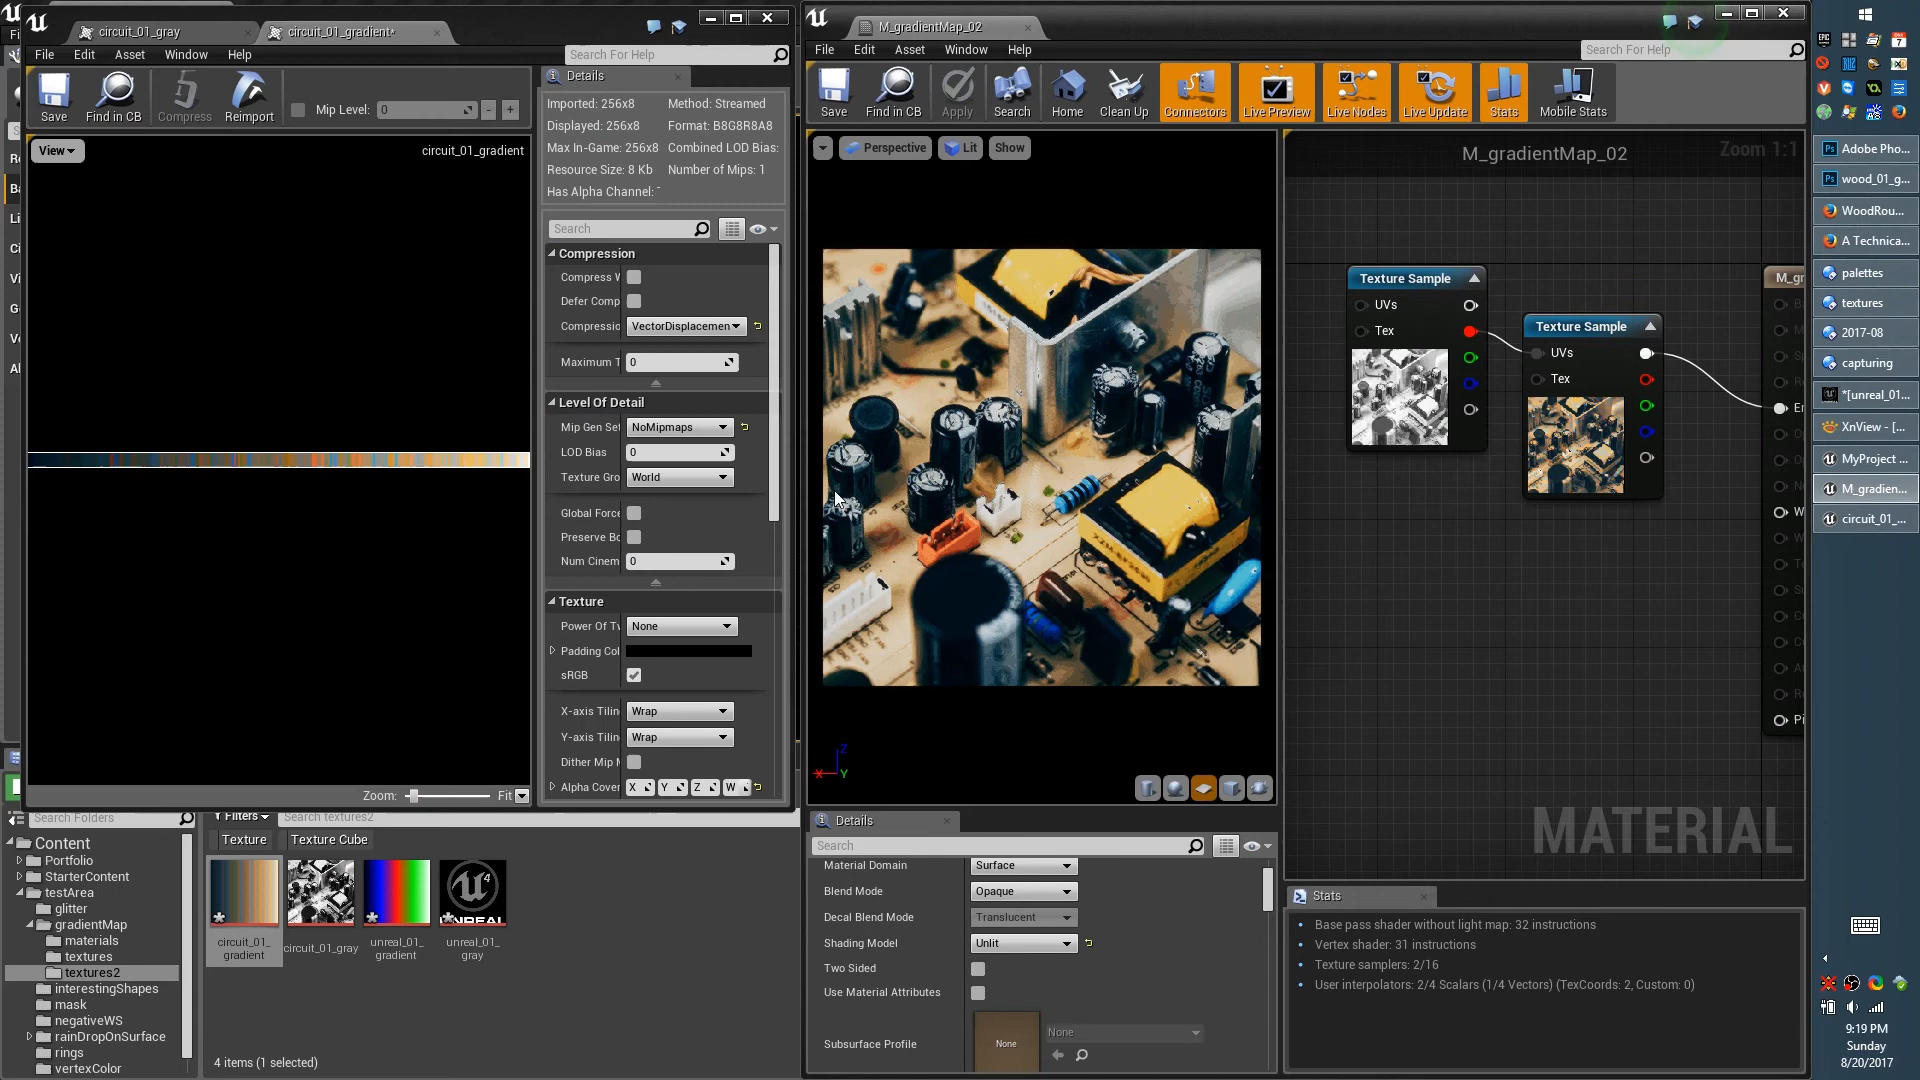 circuit_01_gray
circuit_01_gradient*
File
Edit
Asset
Window
Help
Search For Help
Save
Find in CB
Compress
Reimport
Mip Level:
0
-
+
View
circuit_01_gradient
Zoom:
Fit
Details
Imported: 256x8
Method: Streamed
Displayed: 256x8
Format: B8G8R8A8
Max In-Game: 256x8
Combined LOD Bias:
Resource Size: 8 Kb
Number of Mips: 1
Has Alpha Channel:
Search
Compression
Compress W
Defer Comp
Compressio
VectorDisplacemen
Maximum T
0
Level Of Detail
Mip Gen Set
NoMipmaps
LOD Bias
0
Texture Gro
World
Global Force
Preserve Bo
Num Cinem
0
Texture
Power Of Tv
None
Padding Col
sRGB
X-axis Tilin
Wrap
Y-axis Tilin
Wrap
Dither Mip M
Alpha Cover
X
Y
Z
W
Search Folders
Filters
Search textures2
Texture
Texture Cube
Content
Portfolio
StarterContent
testArea
glitter
gradientMap
materials
textures
textures2
interestingShapes
mask
negativeWS
rainDropOnSurface
rings
vertexColor
circuit_01_
gradient
circuit_01_gray
unreal_01_
gradient
unreal_01_
gray
4 items (1 selected)
M_gradientMap_02
File
Edit
Asset
Window
Help
Search For Help
Save
Find in CB
Apply
Search
Home
Clean Up
Connectors
Live Preview
Live Nodes
Live Update
Stats
Mobile Stats
Perspective
Lit
Show
X
Y
Z
M_gradientMap_02
Zoom 1:1
Texture Sample
UVs
Tex
Texture Sample
UVs
Tex
M_gr
MATERIAL
Details
Search
Material Domain
Surface
Blend Mode
Opaque
Decal Blend Mode
Translucent
Shading Model
Unlit
Two Sided
Use Material Attributes
Subsurface Profile
None
None
Stats
Base pass shader without light map: 32 instructions
Vertex shader: 31 instructions
Texture samplers: 2/16
User interpolators: 2/4 Scalars (1/4 Vectors) (TexCoords: 2, Custom: 0)
Adobe Pho...
wood_01_g...
WoodRou...
A Technica...
palettes
textures
2017-08
capturing
*[unreal_01...
XnView - [...
MyProject ...
M_gradien...
circuit_01_...
9:19 PM
Sunday
8/20/2017